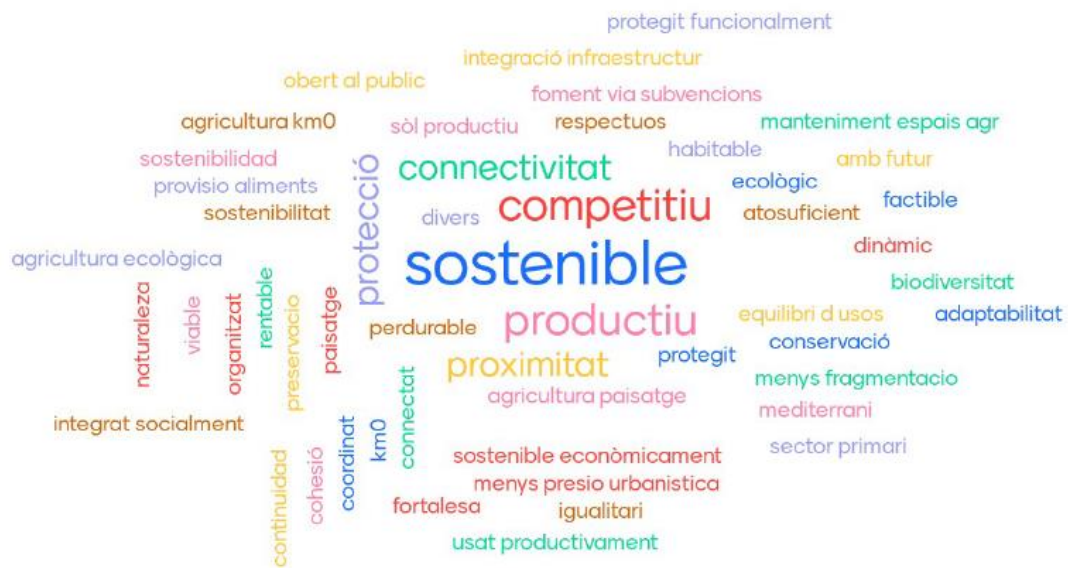 protegit funcionalment
integració infraestructur
obert al public
foment via subvencions
agricultura km0
sòl productiu
respectuos
manteniment espais agr
sostenibilidad
protecció
connectivitat
habitable
amb futur
provisio aliments
ecològic
factible
sostenibilitat
divers
competitiu
atosuficient
dinàmic
agricultura ecològica
sostenible
biodiversitat
naturaleza
viable
organitzat
rentable
preservacio
paisatge
perdurable
productiu
equilibri d usos
adaptabilitat
proximitat
protegit
conservació
menys fragmentacio
agricultura paisatge
mediterrani
integrat socialment
continuidad
cohesió
coordinat
km0
connectat
sector primari
sostenible econòmicament
menys presio urbanistica
fortalesa
igualitari
usat productivament